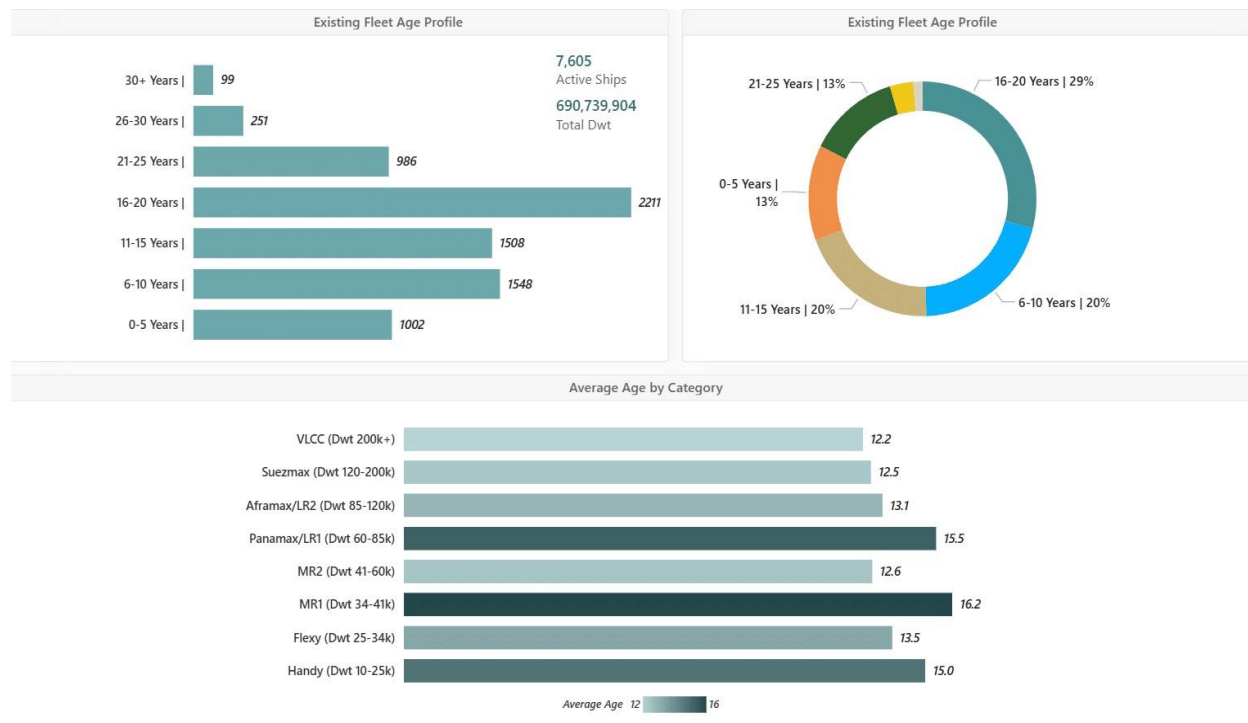 Existing Fleet Age Profile
7,605
Active Ships
690,739,904
Total Dwt
30+ Years | 99
26-30 Years | 251
21-25 Years | 986
16-20 Years | 2211
11-15 Years | 1508
6-10 Years | 1548
0-5 Years | 1002
Existing Fleet Age Profile
21-25 Years | 13%
16-20 Years | 29%
0-5 Years |
13%
11-15 Years | 20%
6-10 Years | 20%
Average Age by Category
VLCC (Dwt 200k+) 12.2
Suezmax (Dwt 120-200k) 12.5
Aframax/LR2 (Dwt 85-120k) 13.1
Panamax/LR1 (Dwt 60-85k) 15.5
MR2 (Dwt 41-60k) 12.6
MR1 (Dwt 34-41k) 16.2
Flexy (Dwt 25-34k) 13.5
Handy (Dwt 10-25k) 15.0
Average Age 12 16